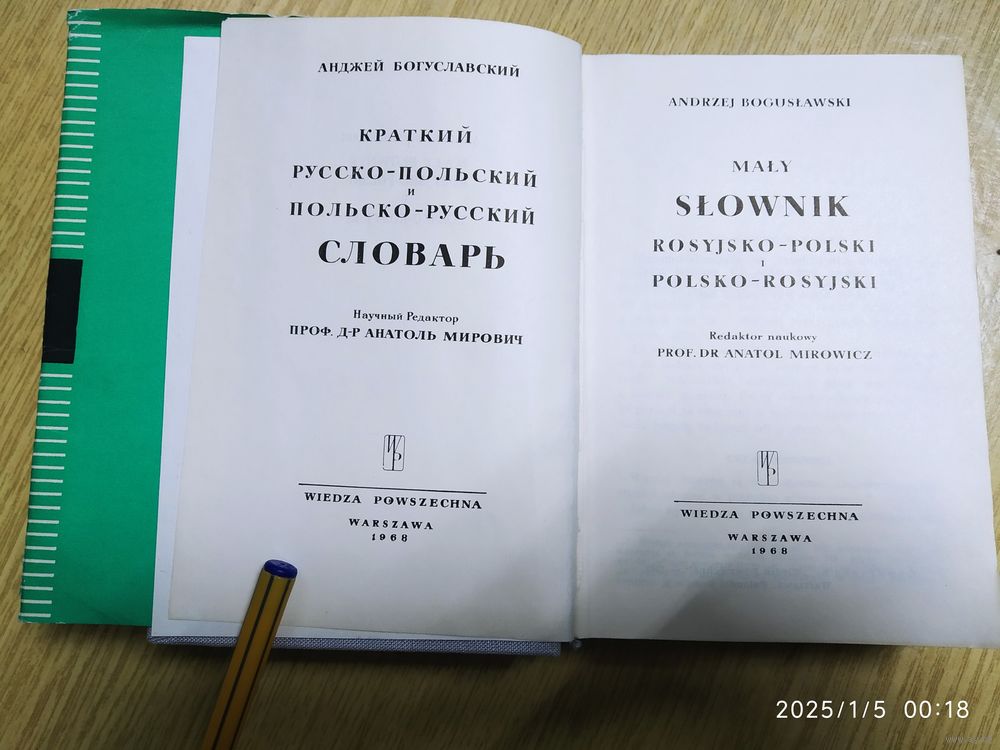 АНДЖЕЙ БОГУСЛАВСКИЙ
КРАТКИЙ
РУССКО-ПОЛЬСКИЙ
и
ПОЛЬСКО-РУССКИЙ
СЛОВАРЬ
Научный Редактор
ПРОФ. Д-Р АНАТОЛЬ МИРОВИЧ
WP
WIEDZA POWSZECHNA
WARSZAWA
1968
ANDRZEJ BOGUSŁAWSKI
MAŁY
SŁOWNIK
ROSYJSKO-POLSKI
I
POLSKO-ROSYJSKI
Redaktor naukowy
PROF. DR ANATOL MIROWICZ
WP
WIEDZA POWSZECHNA
WARSZAWA
1968
2025/1/5 00:18